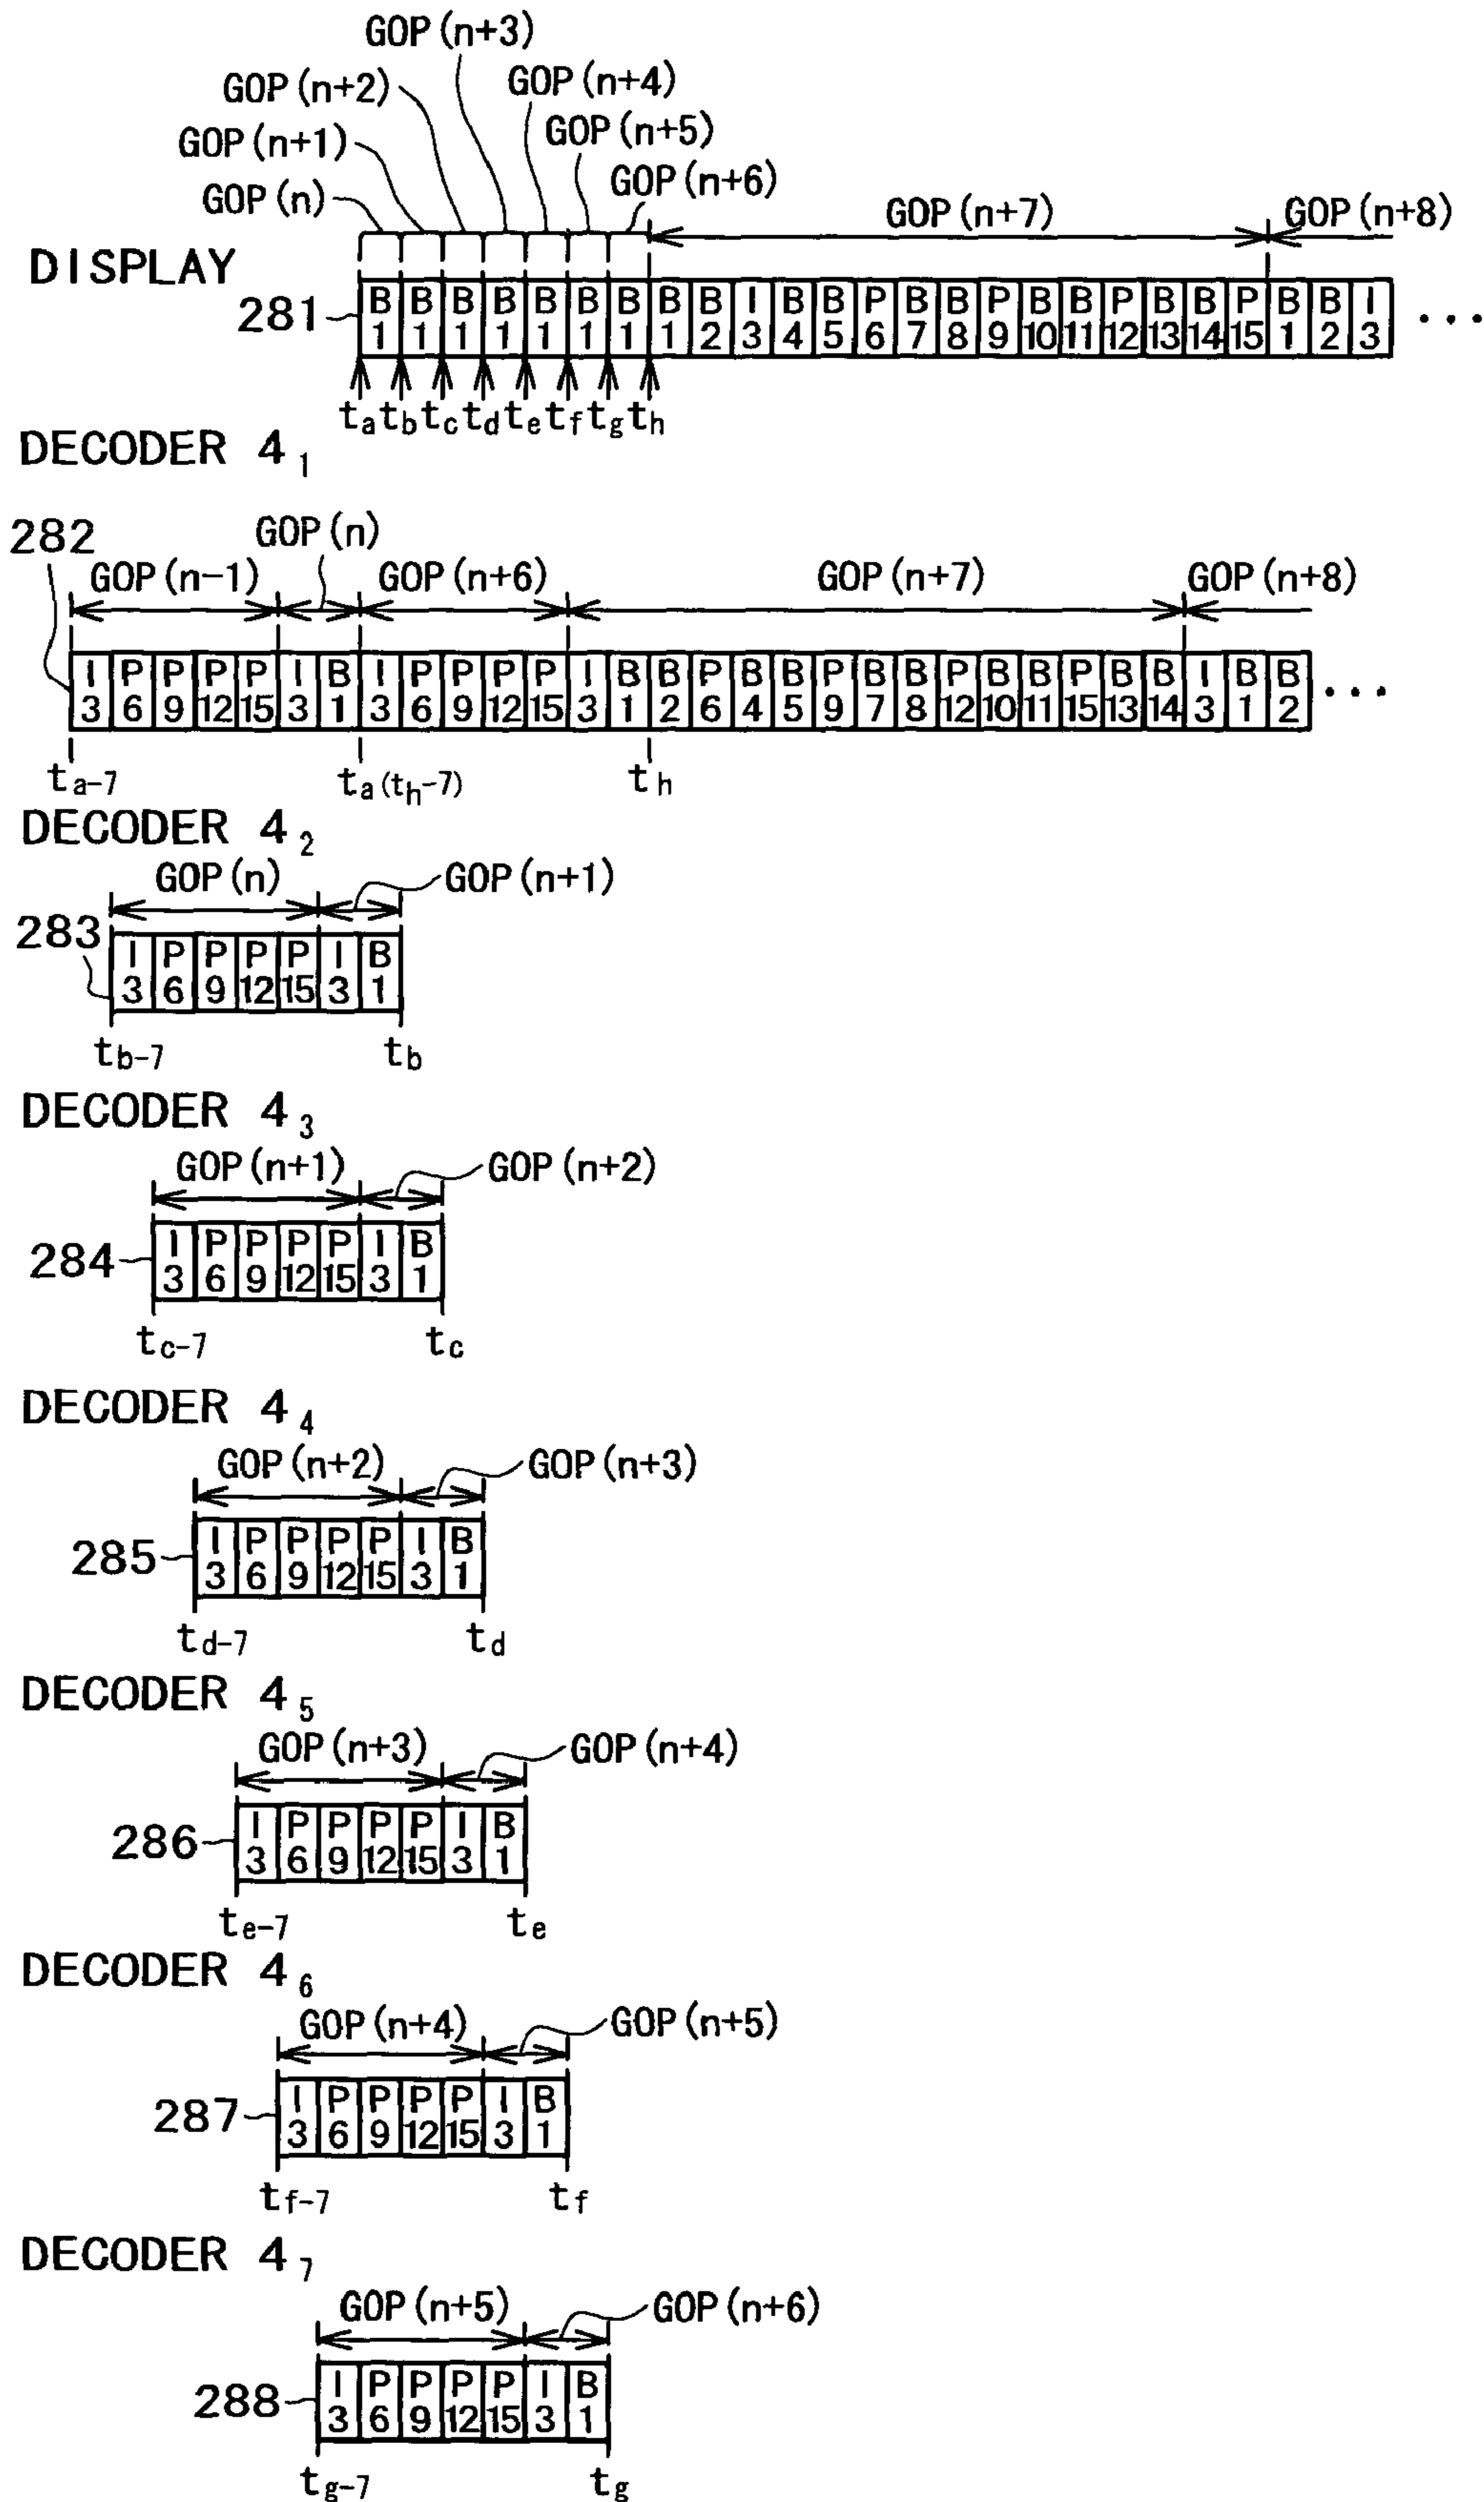 GOP(n+3)
GOP(n+2) GOP(n+4)
GOP(n+1) GOP(n+5)
GOP(n) GOP(n+6) GOP(n+7) GOP(n+8)
DISPLAY
281 B B B B B B B B B I B B P B B P B B P B B P B B I
1 1 1 1 1 1 1 1 2 3 4 5 6 7 8 9 10 11 12 13 14 15 1 2 3 ...
ta tb tc td te tf tg th
DECODER 4₁
282 GOP(n)
GOP(n-1) GOP(n+6) GOP(n+7) GOP(n+8)
I P P P P I B I P P P P I B B P B B P B B P B B P B B I B B
3 6 9 12 15 3 1 3 6 9 12 15 3 1 2 6 4 5 9 7 8 12 10 11 15 13 14 3 1 2 ...
ta-7 ta(th-7) th
DECODER 4₂
GOP(n) GOP(n+1)
283 I P P P P I B
3 6 9 12 15 3 1
tb-7 tb
DECODER 4₃
GOP(n+1) GOP(n+2)
284 I P P P P I B
3 6 9 12 15 3 1
tc-7 tc
DECODER 4₄
GOP(n+2) GOP(n+3)
285 I P P P P I B
3 6 9 12 15 3 1
td-7 td
DECODER 4₅
GOP(n+3) GOP(n+4)
286 I P P P P I B
3 6 9 12 15 3 1
te-7 te
DECODER 4₆
GOP(n+4) GOP(n+5)
287 I P P P P I B
3 6 9 12 15 3 1
tf-7 tf
DECODER 4₇
GOP(n+5) GOP(n+6)
288 I P P P P I B
3 6 9 12 15 3 1
tg-7 tg